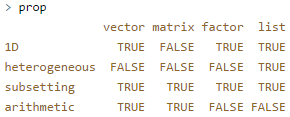 > prop
vector matrix factor list
1D TRUE FALSE TRUE TRUE
heterogeneous FALSE FALSE FALSE TRUE
subsetting TRUE TRUE TRUE TRUE
arithmetic TRUE TRUE FALSE FALSE